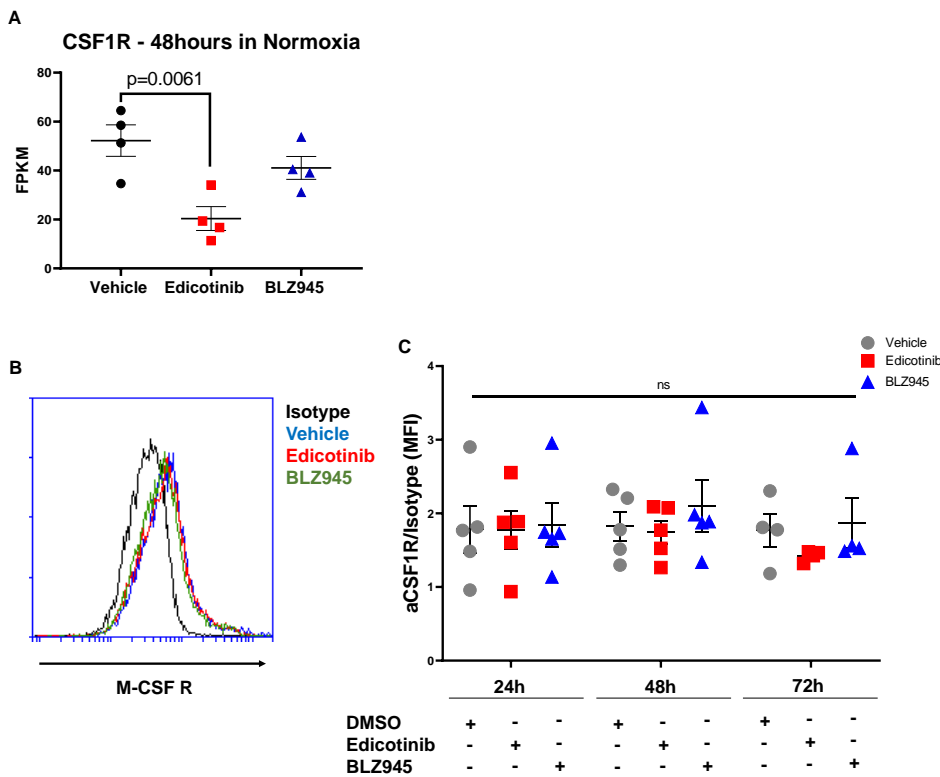 A
CSF1R - 48hours in Normoxia
p=0.0061
80
60
40
20
0
FPKM
Vehicle Edicotinib BLZ945
B
Isotype
Vehicle
Edicotinib
BLZ945
M-CSF R
C
Vehicle
Edicotinib
BLZ945
ns
4
3
2
1
0
aCSF1R/Isotype (MFI)
24h 48h 72h
DMSO + - - + - - + - -
Edicotinib - + - - + - - + -
BLZ945 - - + - - + - - +